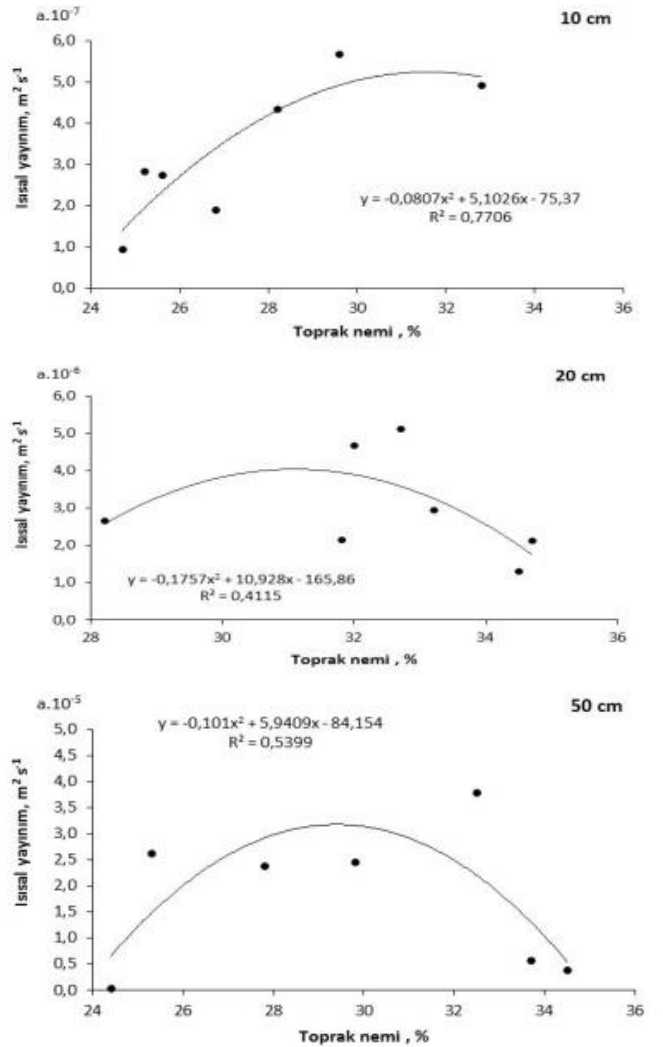 a.10⁻⁷
10 cm
6,0
5,0
4,0
3,0
2,0
1,0
0,0
Isısal yayınım, m² s⁻¹
y = -0,0807x² + 5,1026x - 75,37
R² = 0,7706
24 26 28 30 32 34 36
Toprak nemi , %
a.10⁻⁶
20 cm
6,0
5,0
4,0
3,0
2,0
1,0
0,0
Isısal yayınım, m² s⁻¹
y = -0,1757x² + 10,928x - 165,86
R² = 0,4115
28 30 32 34 36
Toprak nemi , %
a.10⁻⁵
50 cm
y = -0,101x² + 5,9409x - 84,154
R² = 0,5399
5,0
4,5
4,0
3,5
3,0
2,5
2,0
1,5
1,0
0,5
0,0
Isısal yayınım, m² s⁻¹
24 26 28 30 32 34 36
Toprak nemi , %